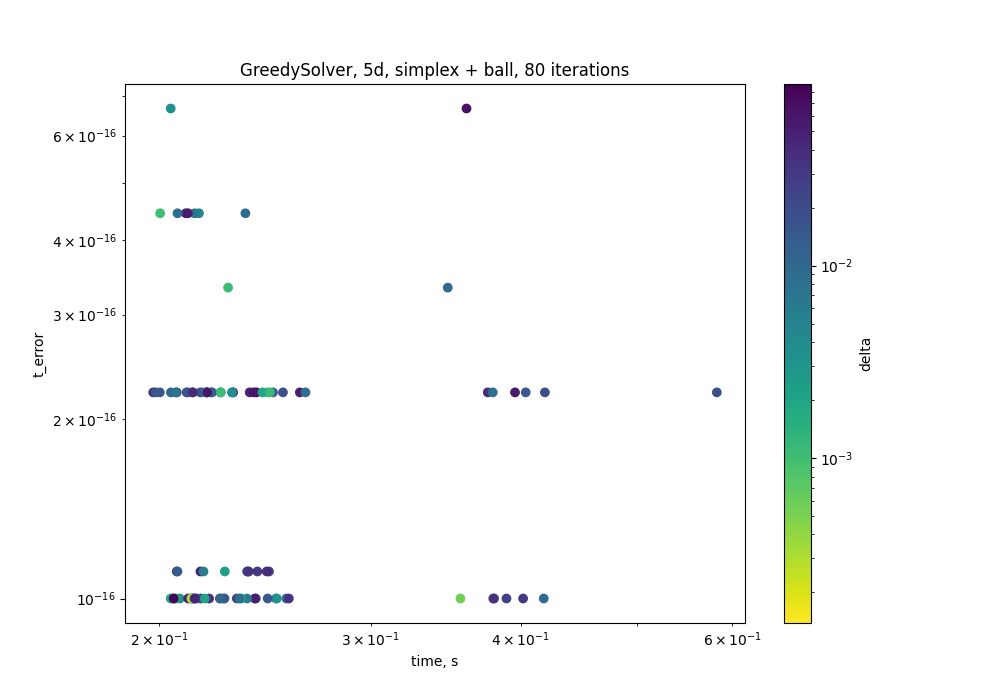 GreedySolver, 5d, simplex + ball, 80 iterations
6 × 10⁻¹⁶
4 × 10⁻¹⁶
3 × 10⁻¹⁶
2 × 10⁻¹⁶
10⁻¹⁶
t_error
2 × 10⁻¹
3 × 10⁻¹
4 × 10⁻¹
6 × 10⁻¹
time, s
10⁻²
10⁻³
delta